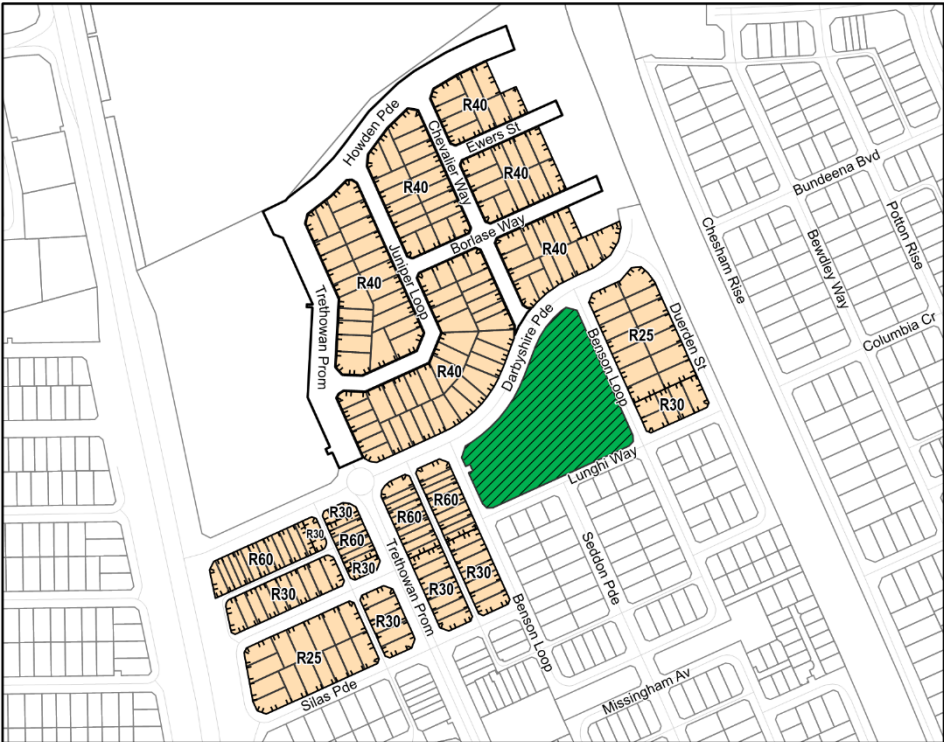 R40
Howden Pde
Chevalier Way
Ewers St
R40
R40
Bundeena Bvd
Borlase Way
R40
Chesham Rise
Bewdley Way
Potton Rise
Juniper Loop
R40
Trethowan Prom
Darbyshire Pde
Benson Loop
Duerden St
R25
Columbia Cr
R40
R30
Lunghi Way
R60
R30
R60
R30
R60
R60
R30
R30
R30
R30
Trethowan Prom
Seddon Pde
R30
R25
Benson Loop
Silas Pde
Missingham Av